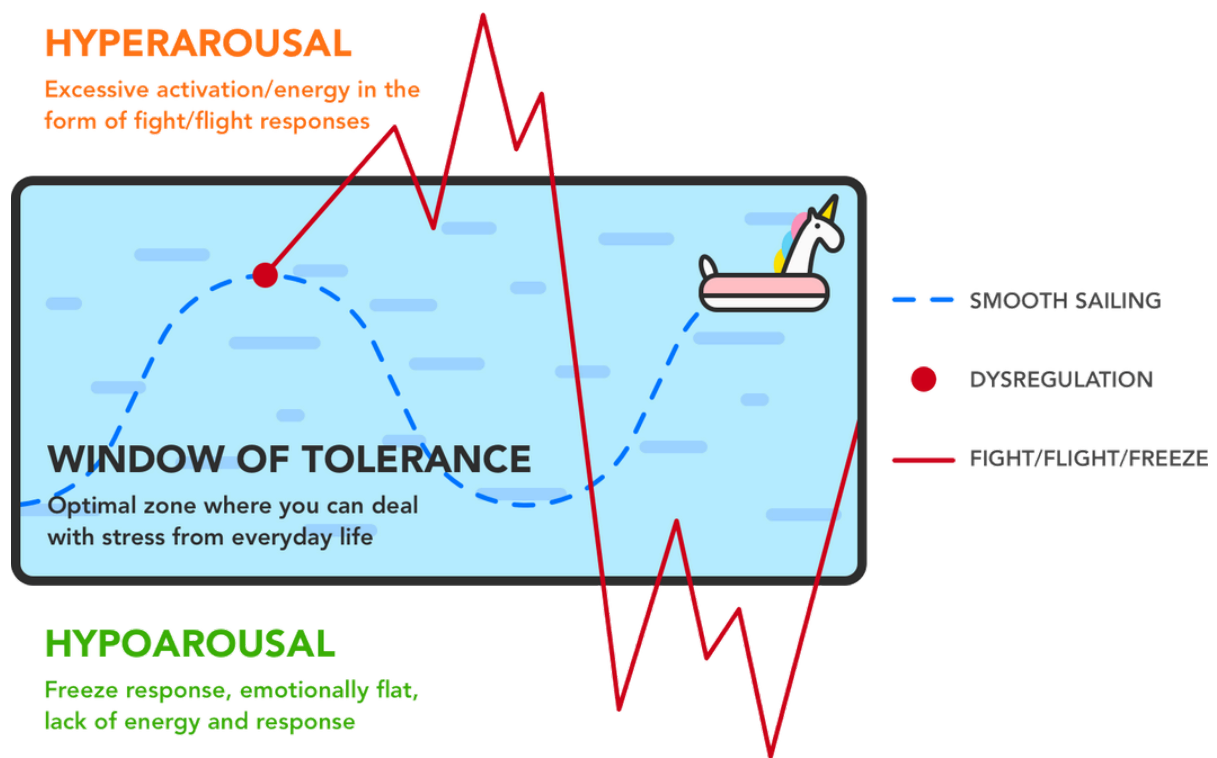 HYPERAROUSAL
Excessive activation/energy in the
form of fight/flight responses
WINDOW OF TOLERANCE
Optimal zone where you can deal
with stress from everyday life
HYPOAROUSAL
Freeze response, emotionally flat,
lack of energy and response
SMOOTH SAILING
DYSREGULATION
FIGHT/FLIGHT/FREEZE